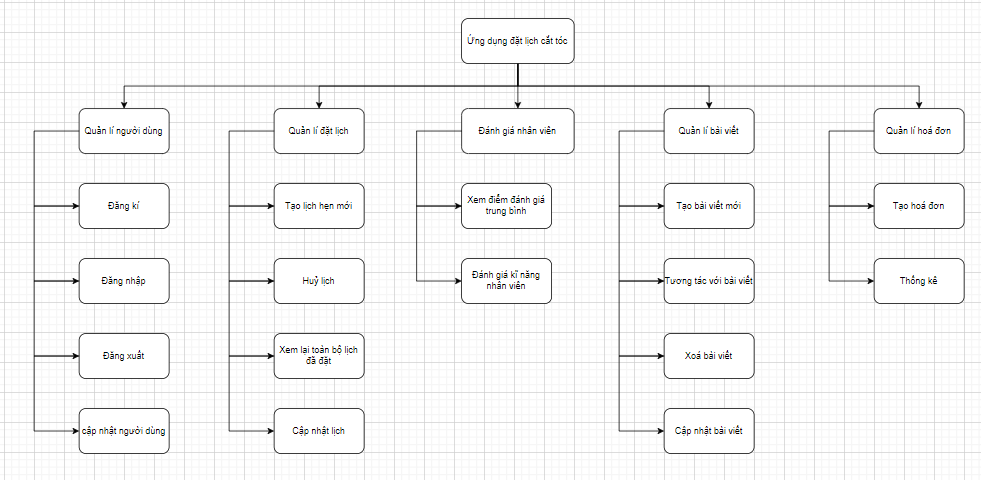 Ứng dụng đặt lịch cắt tóc
Quản lí người dùng
Quản lí đặt lịch
Đánh giá nhân viên
Quản lí bài viết
Quản lí hoá đơn
Đăng kí
Tạo lịch hẹn mới
Xem điểm đánh giá
trung bình
Tạo bài viết mới
Tạo hoá đơn
Đăng nhập
Huỷ lịch
Đánh giá kĩ năng
nhân viên
Tương tác với bài viết
Thống kê
Đăng xuất
Xem lại toàn bộ lịch
đã đặt
Xoá bài viết
cập nhật người dùng
Cập nhật lịch
Cập nhật bài viết